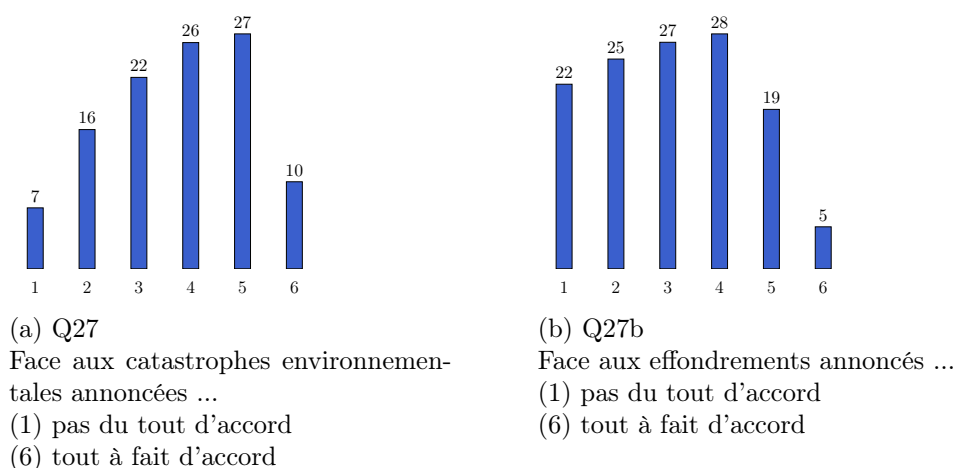 7
16
22
26
27
10
1 2 3 4 5 6
(a) Q27
Face aux catastrophes environnemen-
tales annoncées ...
(1) pas du tout d'accord
(6) tout à fait d'accord
22
25
27
28
19
5
1 2 3 4 5 6
(b) Q27b
Face aux effondrements annoncés ...
(1) pas du tout d'accord
(6) tout à fait d'accord